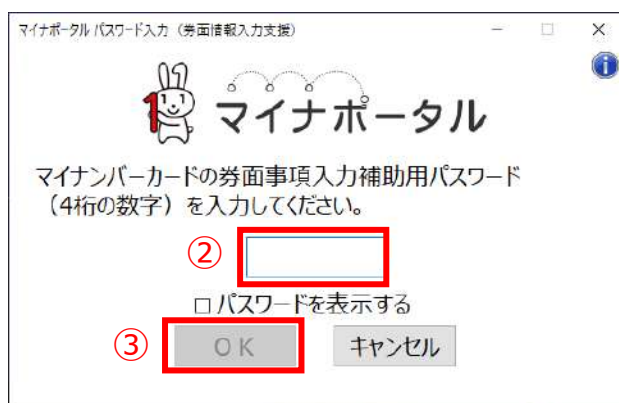 マイナポータル パスワード入力（券面情報入力支援）
1
マイナポータル
マイナンバーカードの券面事項入力補助用パスワード
（4桁の数字）を入力してください。
②
パスワードを表示する
③
OK
キャンセル